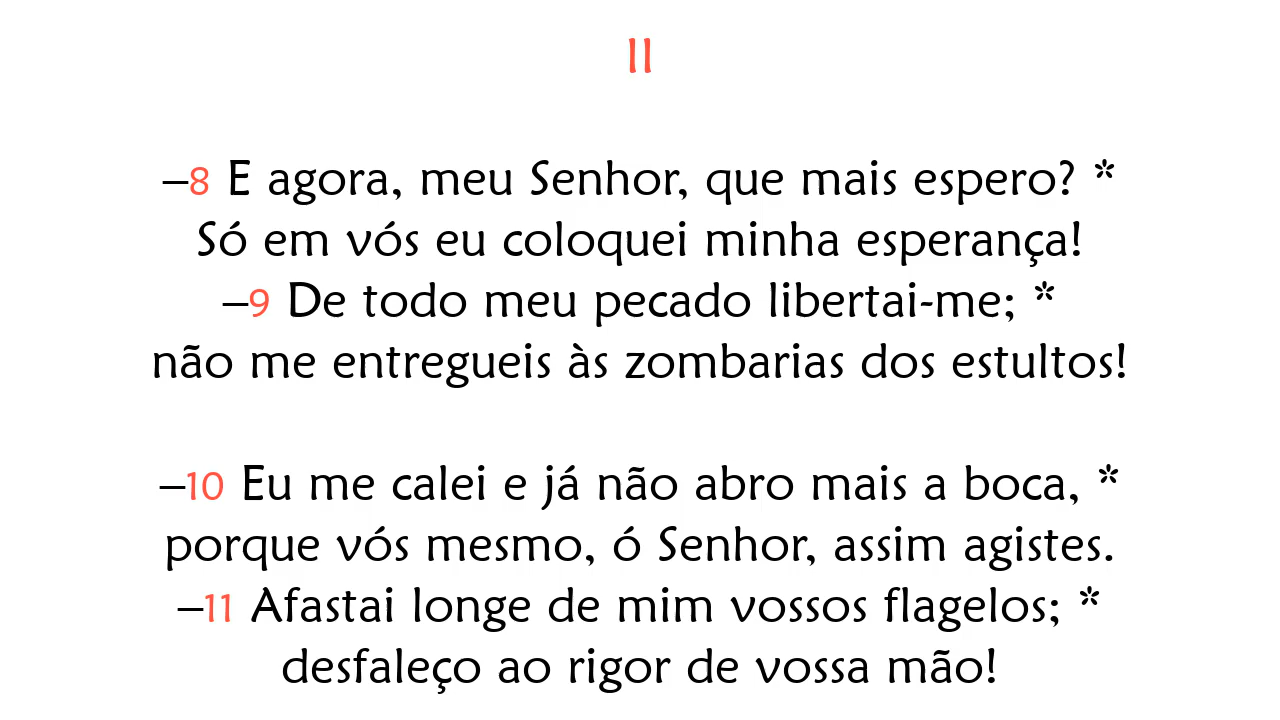 II
–8 E agora, meu Senhor, que mais espero? *
Só em vós eu coloquei minha esperança!
–9 De todo meu pecado libertai-me; *
não me entregueis às zombarias dos estultos!
–10 Eu me calei e já não abro mais a boca, *
porque vós mesmo, ó Senhor, assim agistes.
–11 Afastai longe de mim vossos flagelos; *
desfaleço ao rigor de vossa mão!